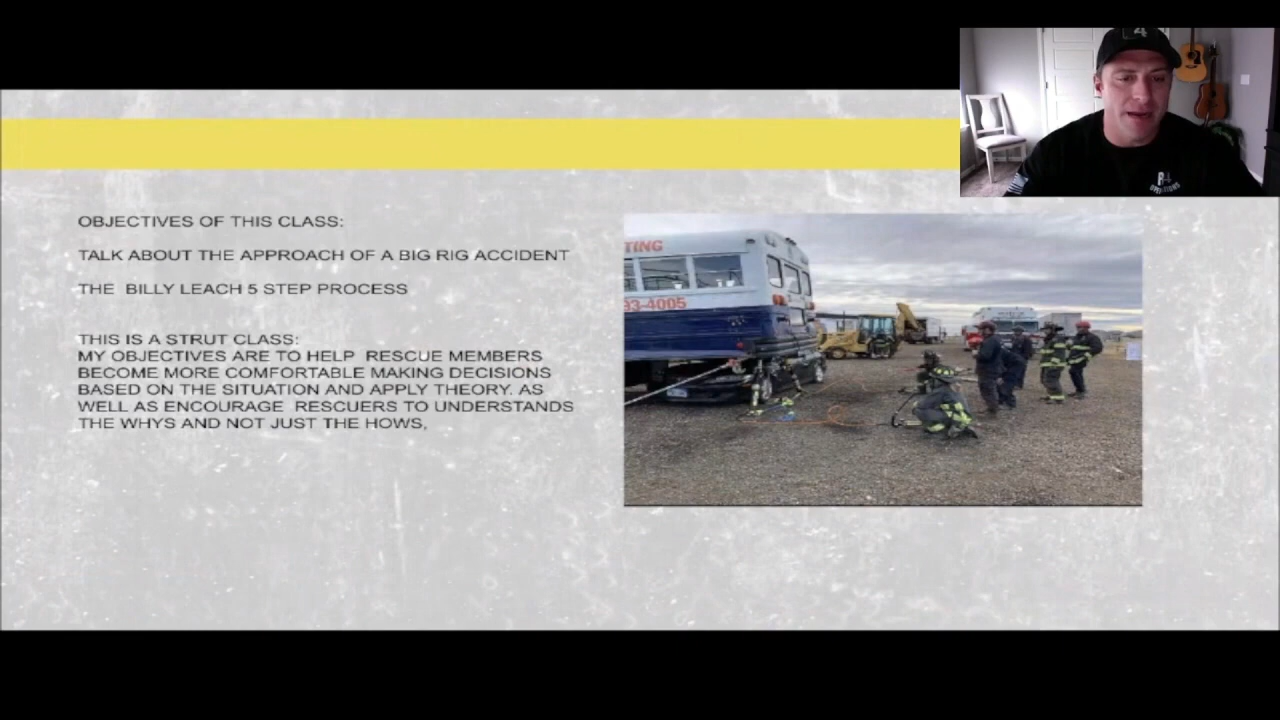 OBJECTIVES OF THIS CLASS:
TALK ABOUT THE APPROACH OF A BIG RIG ACCIDENT
THE BILLY LEACH 5 STEP PROCESS
THIS IS A STRUT CLASS:
MY OBJECTIVES ARE TO HELP RESCUE MEMBERS
BECOME MORE COMFORTABLE MAKING DECISIONS
BASED ON THE SITUATION AND APPLY THEORY. AS
WELL AS ENCOURAGE RESCUERS TO UNDERSTANDS
THE WHYS AND NOT JUST THE HOWS,
TING
93-4005
4